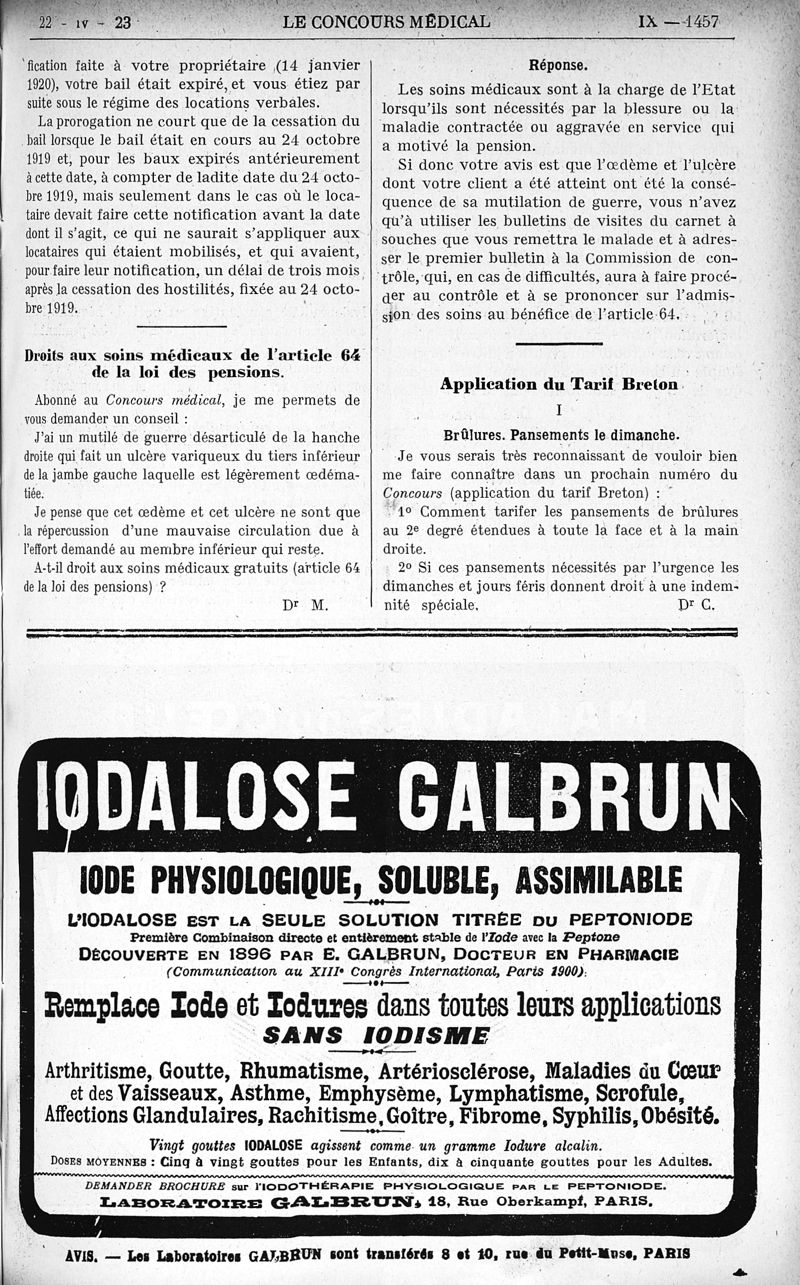 22 - IV - 23 LE CONCOURS MÉDICAL IX — 1457
fication faite à votre propriétaire (14 janvier
1920), votre bail était expiré, et vous étiez par
suite sous le régime des locations verbales.
La prorogation ne court que de la cessation du
bail lorsque le bail était en cours au 24 octobre
1919 et, pour les baux expirés antérieurement
à cette date, à compter de ladite date du 24 octo-
bre 1919, mais seulement dans le cas où le loca-
taire devait faire cette notification avant la date
dont il s'agit, ce qui ne saurait s'appliquer aux
locataires qui étaient mobilisés, et qui avaient,
pour faire leur notification, un délai de trois mois
après la cessation des hostilités, fixée au 24 octo-
bre 1919.
Droits aux soins médicaux de l'article 64
de la loi des pensions.
Abonné au Concours médical, je me permets de
vous demander un conseil :
J'ai un mutilé de guerre désarticulé de la hanche
droite qui fait un ulcère variqueux du tiers inférieur
de la jambe gauche laquelle est légèrement œdéma-
tiée.
Je pense que cet œdème et cet ulcère ne sont que
la répercussion d'une mauvaise circulation due à
l'effort demandé au membre inférieur qui reste.
A-t-il droit aux soins médicaux gratuits (article 64
de la loi des pensions) ?
Dr M.
Réponse.
Les soins médicaux sont à la charge de l'Etat
lorsqu'ils sont nécessités par la blessure ou la
maladie contractée ou aggravée en service qui
a motivé la pension.
Si donc votre avis est que l'œdème et l'ulcère
dont votre client a été atteint ont été la consé-
quence de sa mutilation de guerre, vous n'avez
qu'à utiliser les bulletins de visites du carnet à
souches que vous remettra le malade et à adres-
ser le premier bulletin à la Commission de con-
trôle, qui, en cas de difficultés, aura à faire procé-
der au contrôle et à se prononcer sur l'admis-
sion des soins au bénéfice de l'article 64.
Application du Tarif Breton
I
Brûlures. Pansements le dimanche.
Je vous serais très reconnaissant de vouloir bien
me faire connaître dans un prochain numéro du
Concours (application du tarif Breton) :
1o Comment tarifer les pansements de brûlures
au 2e degré étendues à toute la face et à la main
droite.
2o Si ces pansements nécessités par l'urgence les
dimanches et jours fériés donnent droit à une indem-
nité spéciale. Dr C.
IODALOSE GALBRUN
IODE PHYSIOLOGIQUE, SOLUBLE, ASSIMILABLE
L'IODALOSE EST LA SEULE SOLUTION TITRÉE DU PEPTONIODE
Première Combinaison directe et entièrement stable de l'Iode avec la Peptone
DÉCOUVERTE EN 1896 PAR E. GALBRUN, DOCTEUR EN PHARMACIE
(Communication au XIIIe Congrès International, Paris 1900).
Remplace Iode et Iodures dans toutes leurs applications
SANS IODISME
Arthritisme, Goutte, Rhumatisme, Artériosclérose, Maladies du Cœur
et des Vaisseaux, Asthme, Emphysème, Lymphatisme, Scrofule,
Affections Glandulaires, Rachitisme, Goître, Fibrome, Syphilis, Obésité.
Vingt gouttes IODALOSE agissent comme un gramme Iodure alcalin.
DOSES MOYENNES : Cinq à vingt gouttes pour les Enfants, dix à cinquante gouttes pour les Adultes.
DEMANDER BROCHURE sur l'IODOTHÉRAPIE PHYSIOLOGIQUE PAR LE PEPTONIODE.
LABORATOIRE GALBRUN, 18, Rue Oberkampf, PARIS.
AVIS. — Les Laboratoires GALBRUN sont transférés 8 et 10, rue du Petit-Musc, PARIS